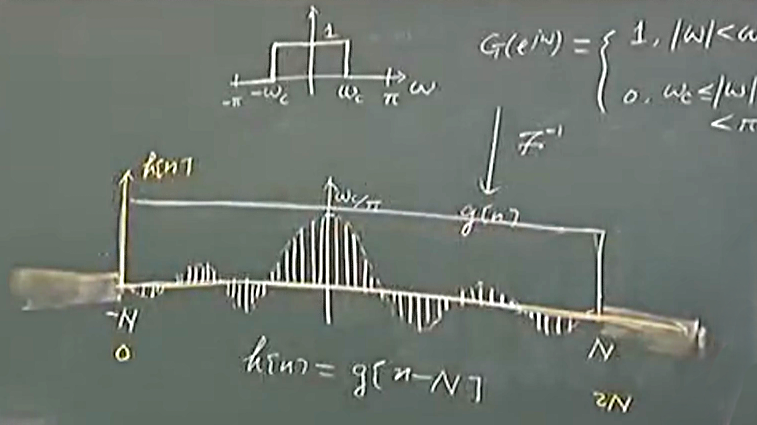 1
-π -ωc ωc π ω
G(e^jω) = { 1, |ω|<ω
0, ωc ≤|ω|
<π
F⁻¹
h[n]
ωc/π
g[n]
-N N
0 2N
h[n] = g[n-N]